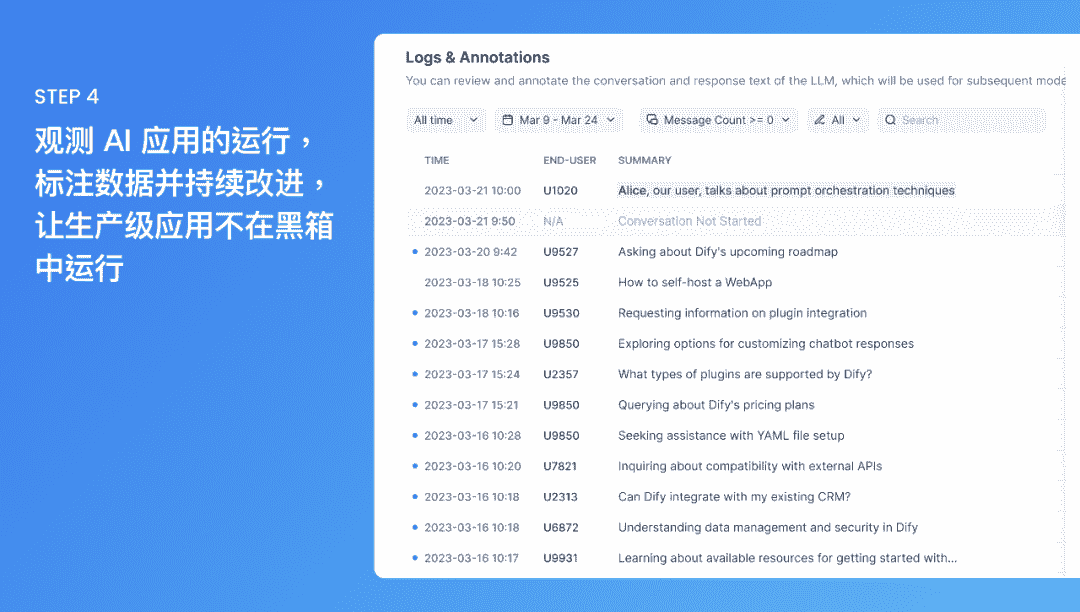 STEP 4
观测 AI 应用的运行，
标注数据并持续改进，
让生产级应用不在黑箱
中运行
Logs & Annotations
You can review and annotate the conversation and response text of the LLM, which will be used for subsequent mode
All time Mar 9 - Mar 24 Message Count >= 0 All Search
TIME END-USER SUMMARY
2023-03-21 10:00 U1020 Alice, our user, talks about prompt orchestration techniques
2023-03-21 9:50 N/A Conversation Not Started
2023-03-20 9:42 U9527 Asking about Dify's upcoming roadmap
2023-03-18 10:25 U9525 How to self-host a WebApp
2023-03-18 10:16 U9530 Requesting information on plugin integration
2023-03-17 15:28 U9850 Exploring options for customizing chatbot responses
2023-03-17 15:24 U2357 What types of plugins are supported by Dify?
2023-03-17 15:21 U9850 Querying about Dify's pricing plans
2023-03-16 10:28 U9850 Seeking assistance with YAML file setup
2023-03-16 10:20 U7821 Inquiring about compatibility with external APIs
2023-03-16 10:18 U2313 Can Dify integrate with my existing CRM?
2023-03-16 10:18 U6872 Understanding data management and security in Dify
2023-03-16 10:17 U9931 Learning about available resources for getting started with...